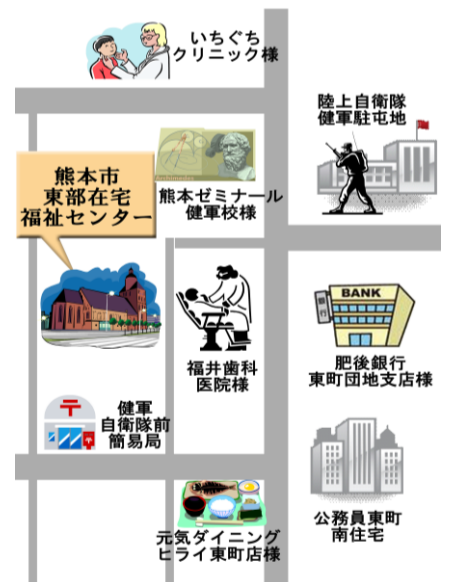 いちぐち
クリニック様
陸上自衛隊
健軍駐屯地
熊本ゼミナール
健軍校様
熊本市
東部在宅
福祉センター
BANK
銀行
福井歯科
医院様
肥後銀行
東町団地支店様
〒
健軍
自衛隊前
簡易局
元気ダイニング
ヒライ東町店様
公務員東町
南住宅